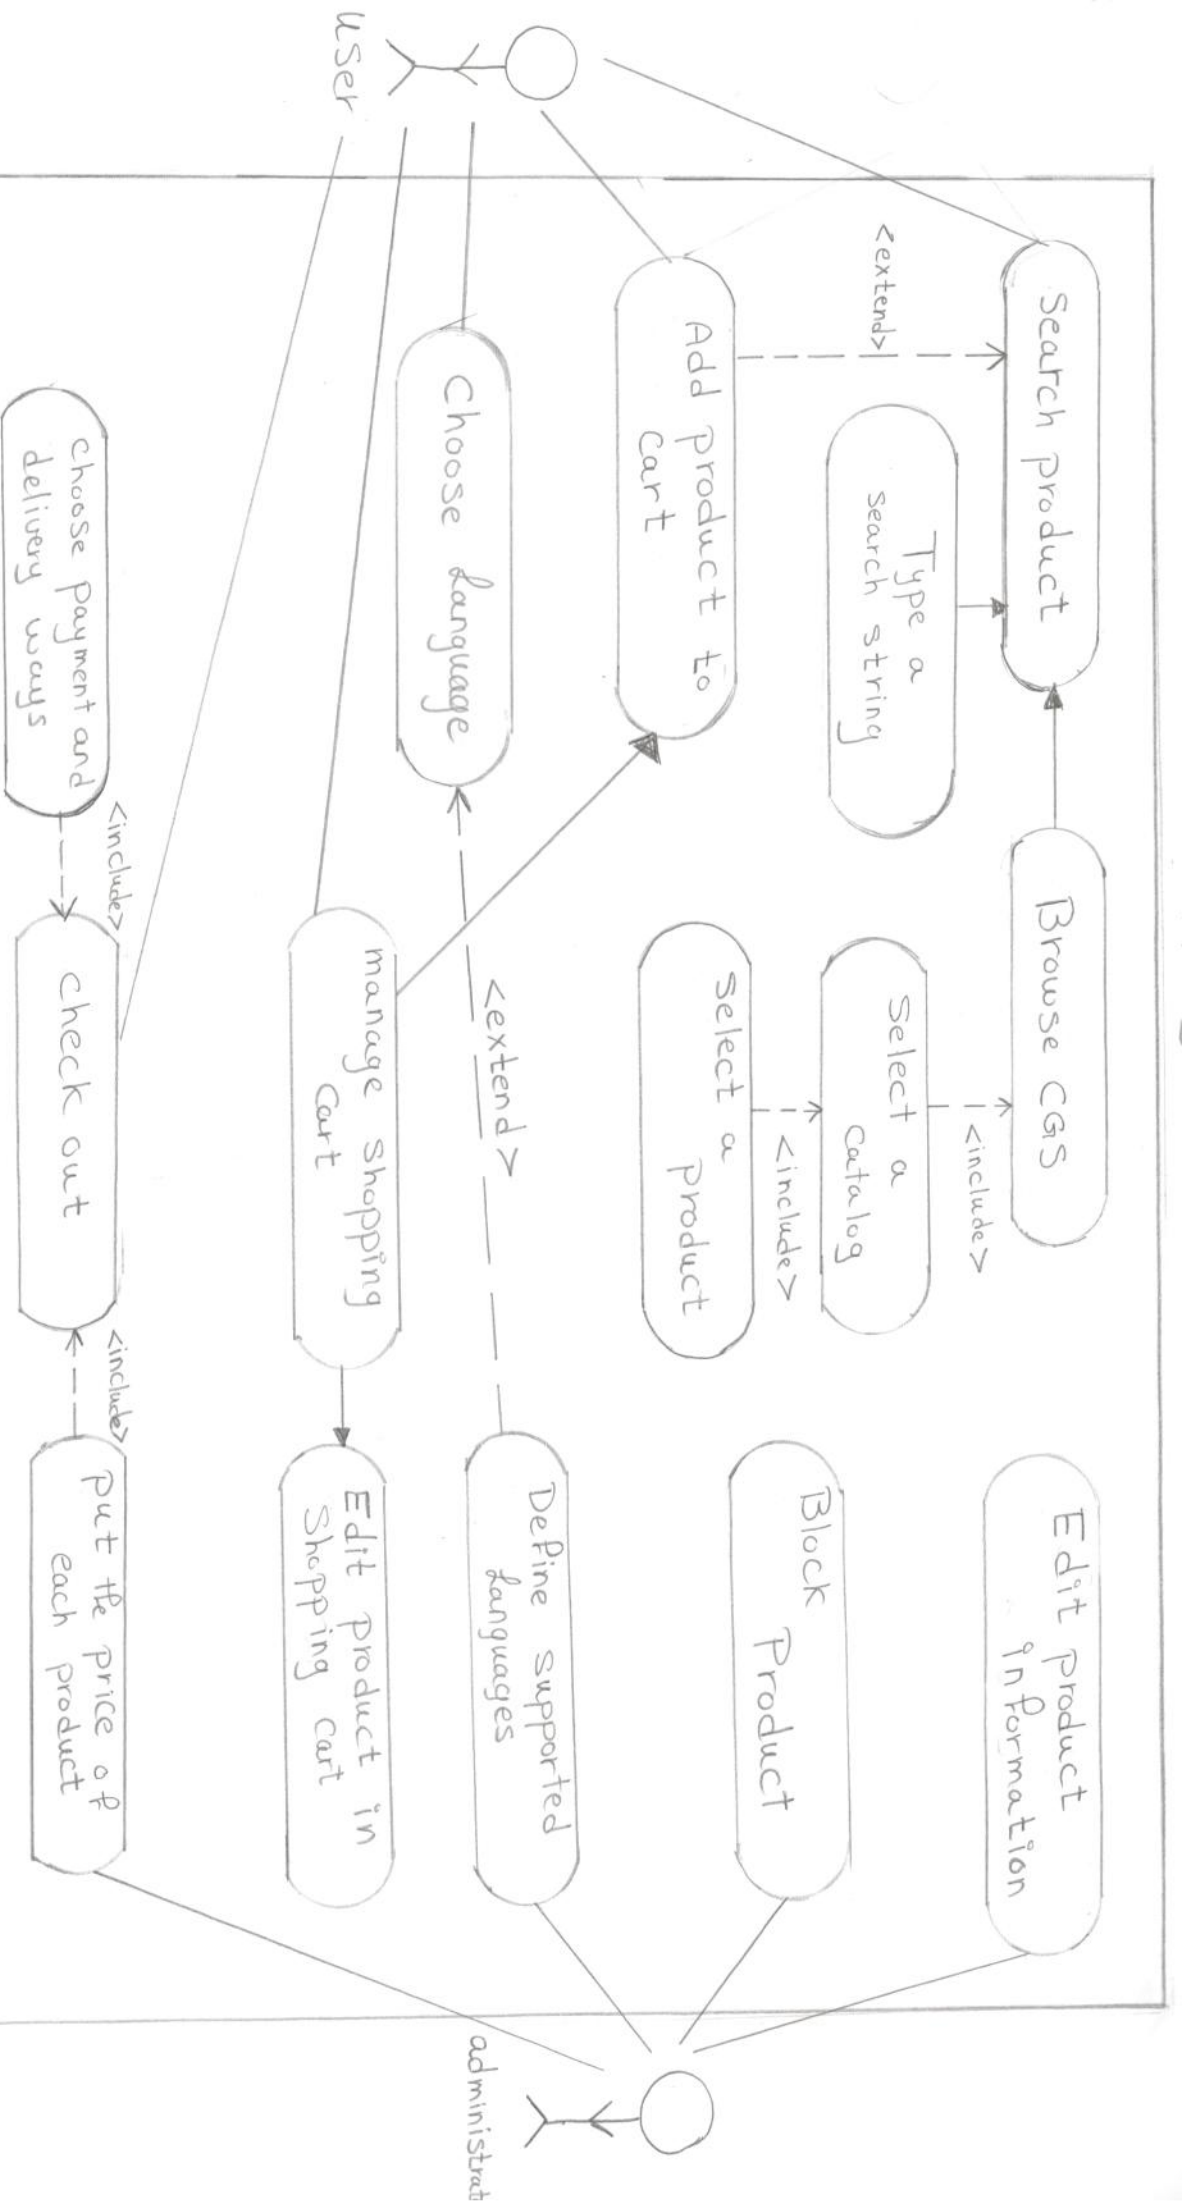 Search product
Browse CGS
Edit product
information
<extend>
Type a
search string
<include>
Select a
catalog
<include>
Add product to
cart
Select a
product
Block
Product
User
Choose Language
<extend>
Define supported
Languages
administrat
manage shopping
cart
Edit product in
Shopping cart
<include>
<include>
choose payment and
delivery ways
check out
put the price of
each product